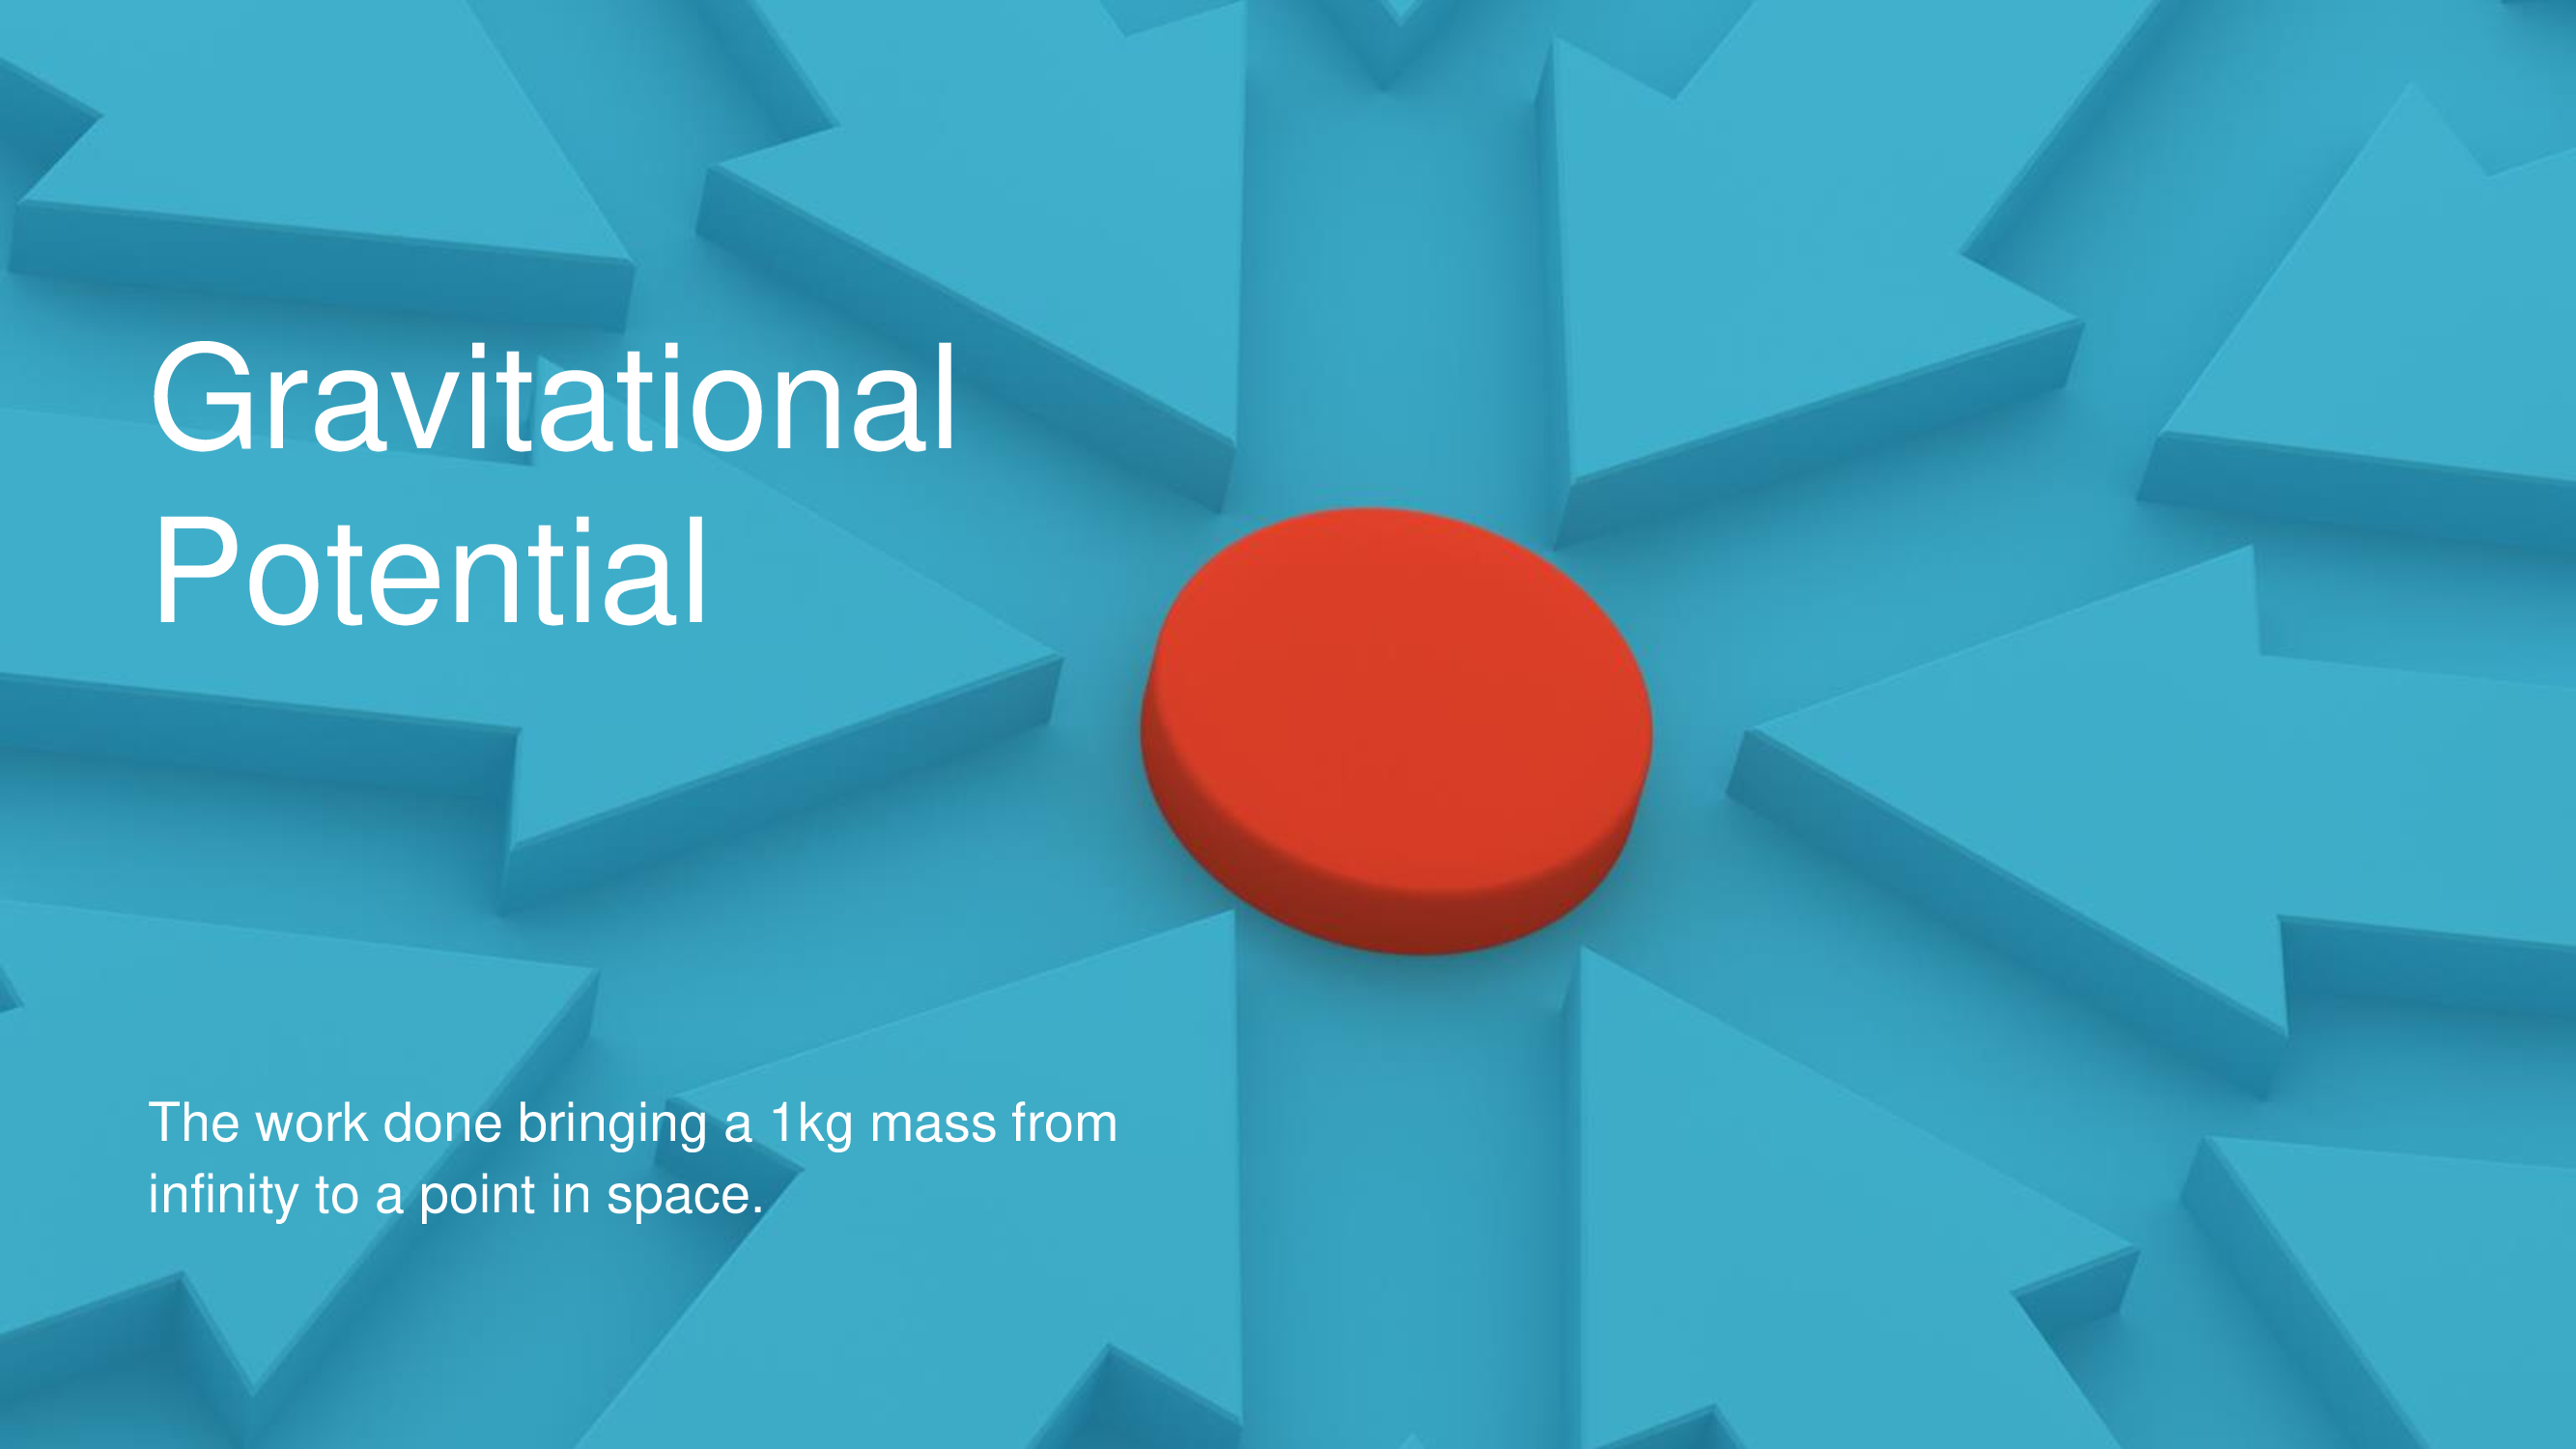 Gravitational
Potential
The work done bringing a 1kg mass from
infinity to a point in space.